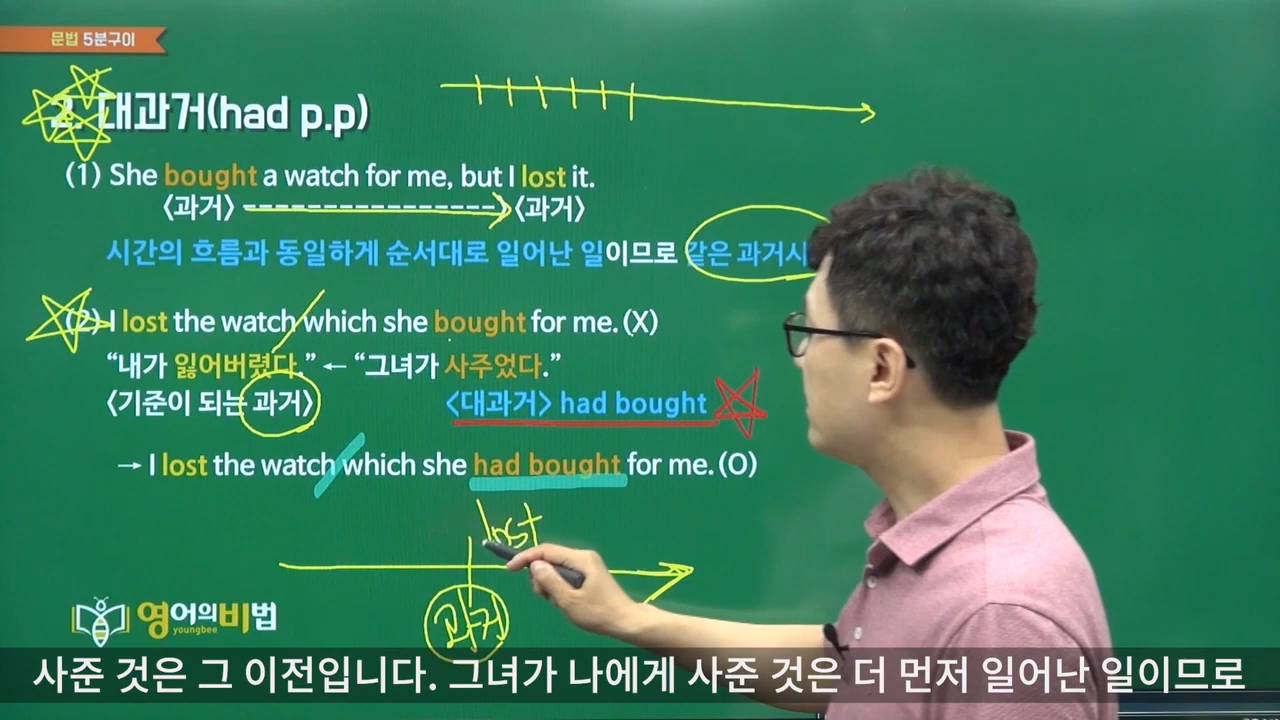 문법 5분구이
2. 대과거(had p.p)
(1) She bought a watch for me, but I lost it.
<과거> <과거>
시간의 흐름과 동일하게 순서대로 일어난 일이므로 같은 과거시
(2) I lost the watch which she bought for me. (X)
“내가 잃어버렸다.” ← “그녀가 사주었다.”
<기준이 되는 과거> <대과거> had bought
→ I lost the watch which she had bought for me. (O)
lost
과거
영어의비법
youngbee
사준 것은 그 이전입니다. 그녀가 나에게 사준 것은 더 먼저 일어난 일이므로